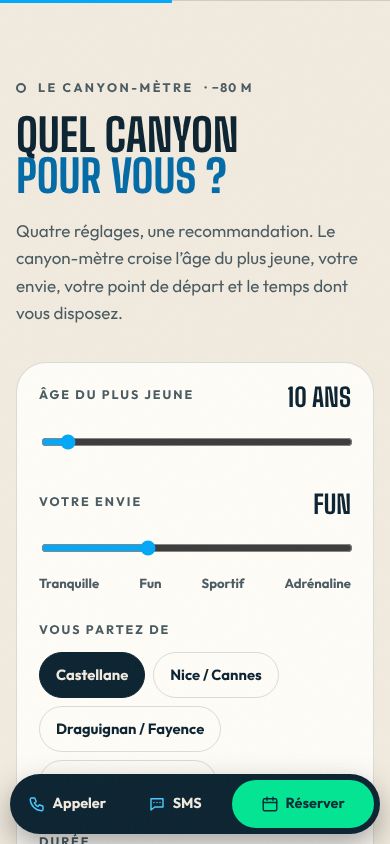 LE CANYON-MÈTRE · −80 M
QUEL CANYON
POUR VOUS ?
Quatre réglages, une recommandation. Le
canyon-mètre croise l’âge du plus jeune, votre
envie, votre point de départ et le temps dont
vous disposez.
ÂGE DU PLUS JEUNE 10 ANS
VOTRE ENVIE FUN
Tranquille Fun Sportif Adrénaline
VOUS PARTEZ DE
Castellane Nice / Cannes
Draguignan / Fayence
Appeler SMS Réserver
DURÉE